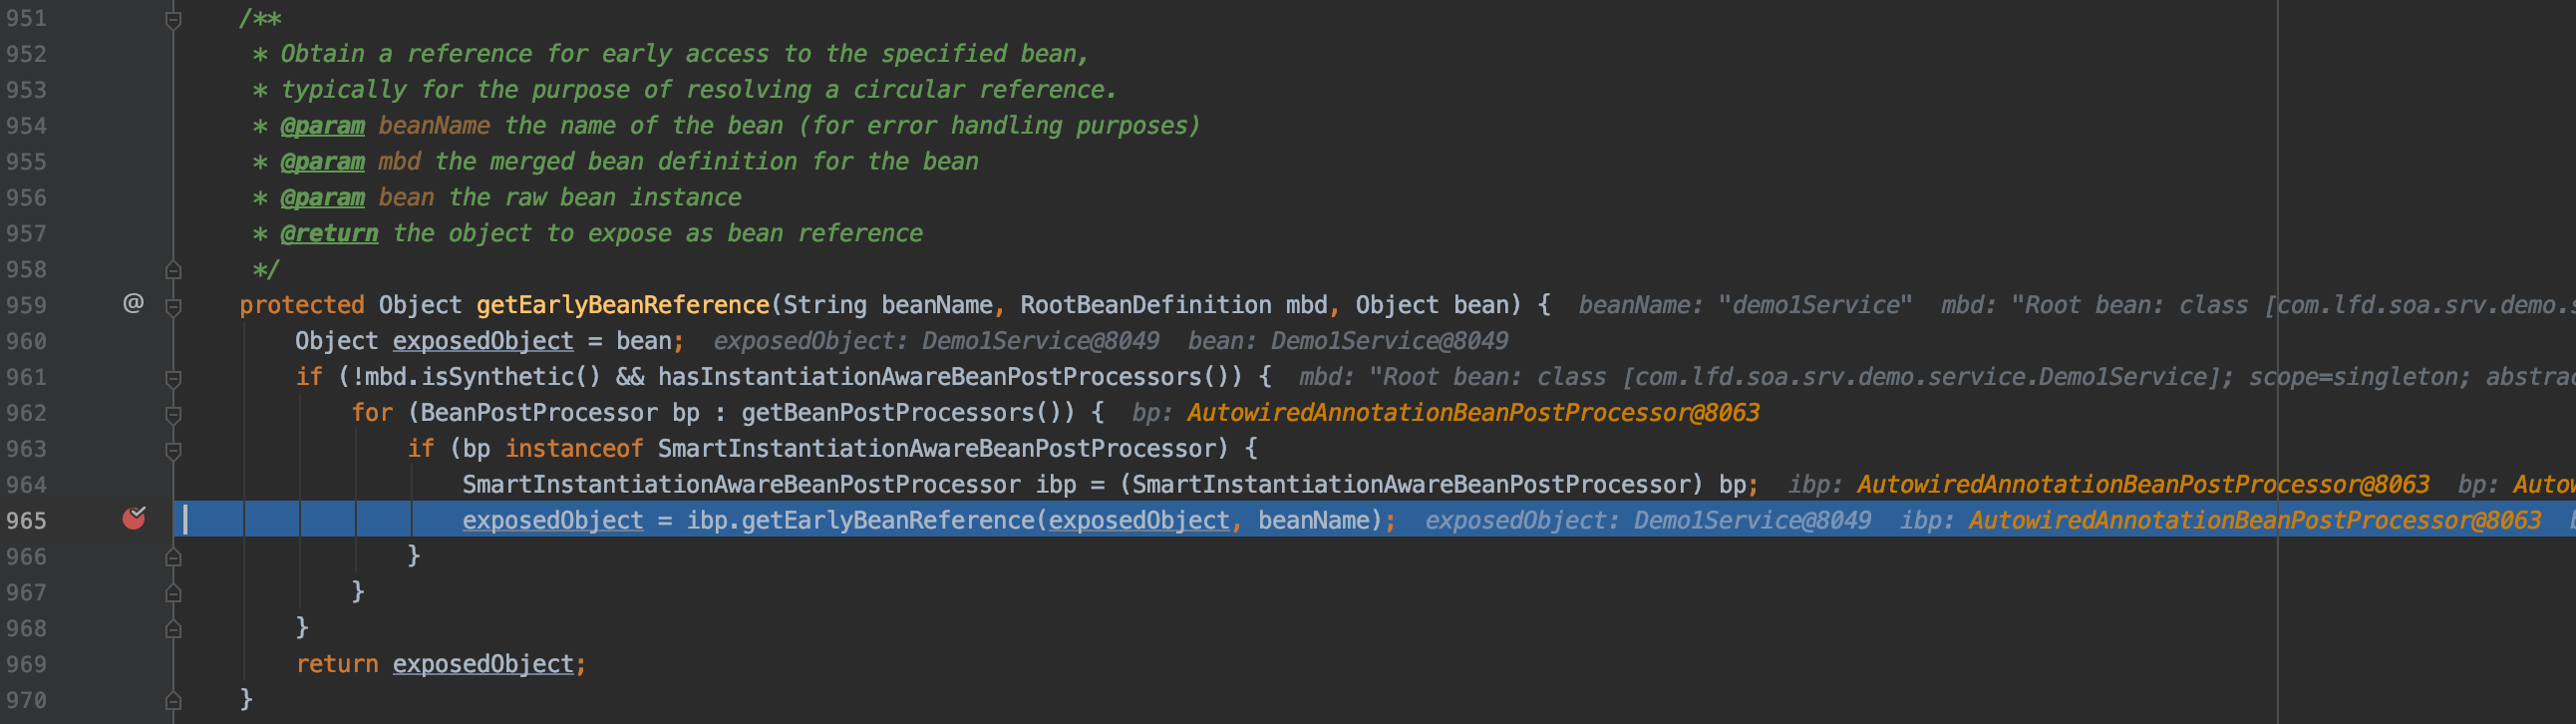 951 /**
952 * Obtain a reference for early access to the specified bean,
953 * typically for the purpose of resolving a circular reference.
954 * @param beanName the name of the bean (for error handling purposes)
955 * @param mbd the merged bean definition for the bean
956 * @param bean the raw bean instance
957 * @return the object to expose as bean reference
958 */
959 @ protected Object getEarlyBeanReference(String beanName, RootBeanDefinition mbd, Object bean) { beanName: "demo1Service" mbd: "Root bean: class [com.lfd.soa.srv.demo.s
960 Object exposedObject = bean; exposedObject: Demo1Service@8049 bean: Demo1Service@8049
961 if (!mbd.isSynthetic() && hasInstantiationAwareBeanPostProcessors()) { mbd: "Root bean: class [com.lfd.soa.srv.demo.service.Demo1Service]; scope=singleton; abstrac
962 for (BeanPostProcessor bp : getBeanPostProcessors()) { bp: AutowiredAnnotationBeanPostProcessor@8063
963 if (bp instanceof SmartInstantiationAwareBeanPostProcessor) {
964 SmartInstantiationAwareBeanPostProcessor ibp = (SmartInstantiationAwareBeanPostProcessor) bp; ibp: AutowiredAnnotationBeanPostProcessor@8063 bp: Autow
965 exposedObject = ibp.getEarlyBeanReference(exposedObject, beanName); exposedObject: Demo1Service@8049 ibp: AutowiredAnnotationBeanPostProcessor@8063 b
966 }
967 }
968 }
969 return exposedObject;
970 }